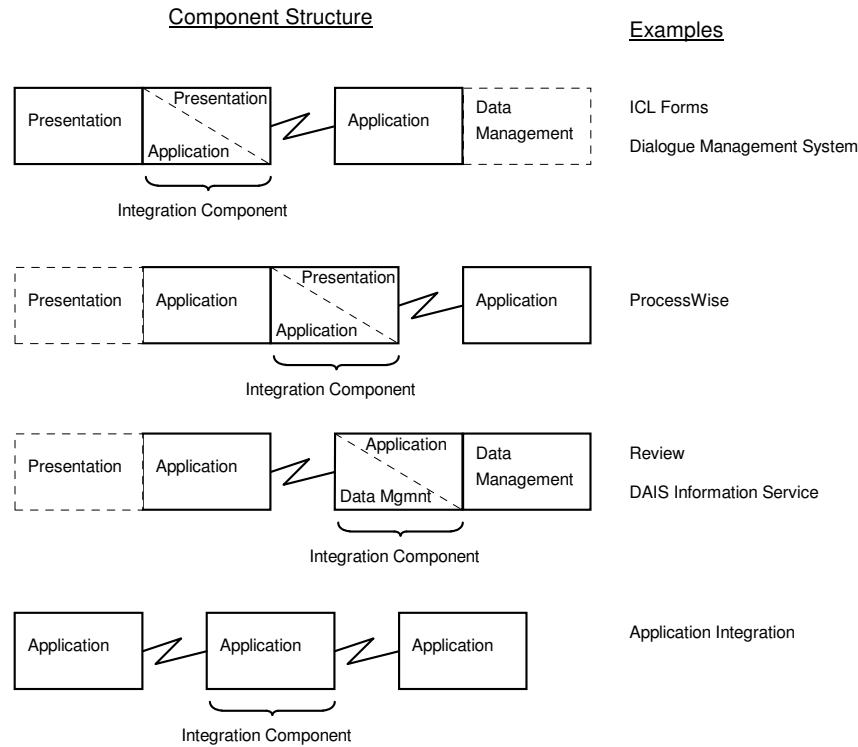 Component Structure
Examples
Presentation
Presentation
Application
Application
Data
Management
ICL Forms
Dialogue Management System
Integration Component
Presentation
Application
Presentation
Application
Application
ProcessWise
Integration Component
Presentation
Application
Application
Data Mgmnt
Data
Management
Review
DAIS Information Service
Integration Component
Application
Application
Application
Application Integration
Integration Component